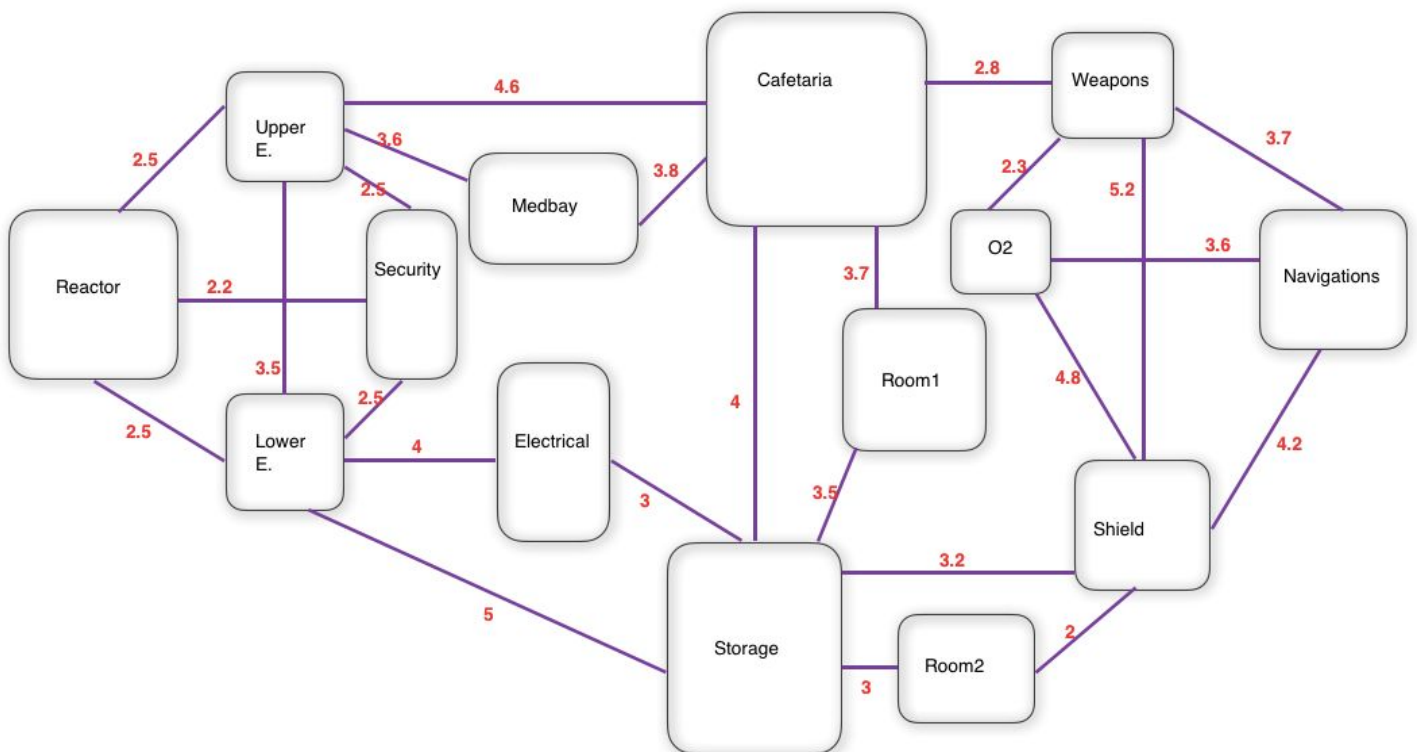 Cafetaria
2.8
Weapons
4.6
Upper
E.
3.6
2.5
2.5
3.8
2.3
5.2
3.7
Medbay
O2
3.6
Security
Reactor
2.2
3.7
Navigations
3.5
2.5
4.8
Room1
4
2.5
Lower
E.
4
Electrical
4.2
3.5
3
Shield
3.2
5
2
Storage
Room2
3